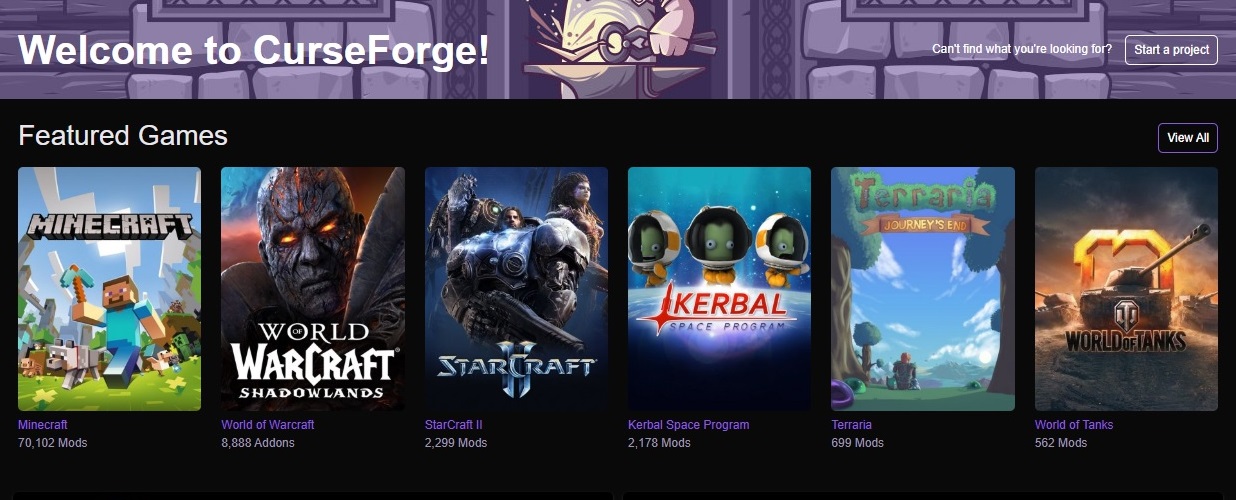 Welcome to CurseForge!
Can't find what you're looking for?
Start a project
Featured Games
View All
MINECRAFT
WORLD
OF
WARCRAFT
SHADOWLANDS
STARCRAFT
II
KERBAL
SPACE PROGRAM
Terraria
JOURNEY'S END
WORLD OF TANKS
Minecraft
World of Warcraft
StarCraft II
Kerbal Space Program
Terraria
World of Tanks
70,102 Mods
8,888 Addons
2,299 Mods
2,178 Mods
699 Mods
562 Mods